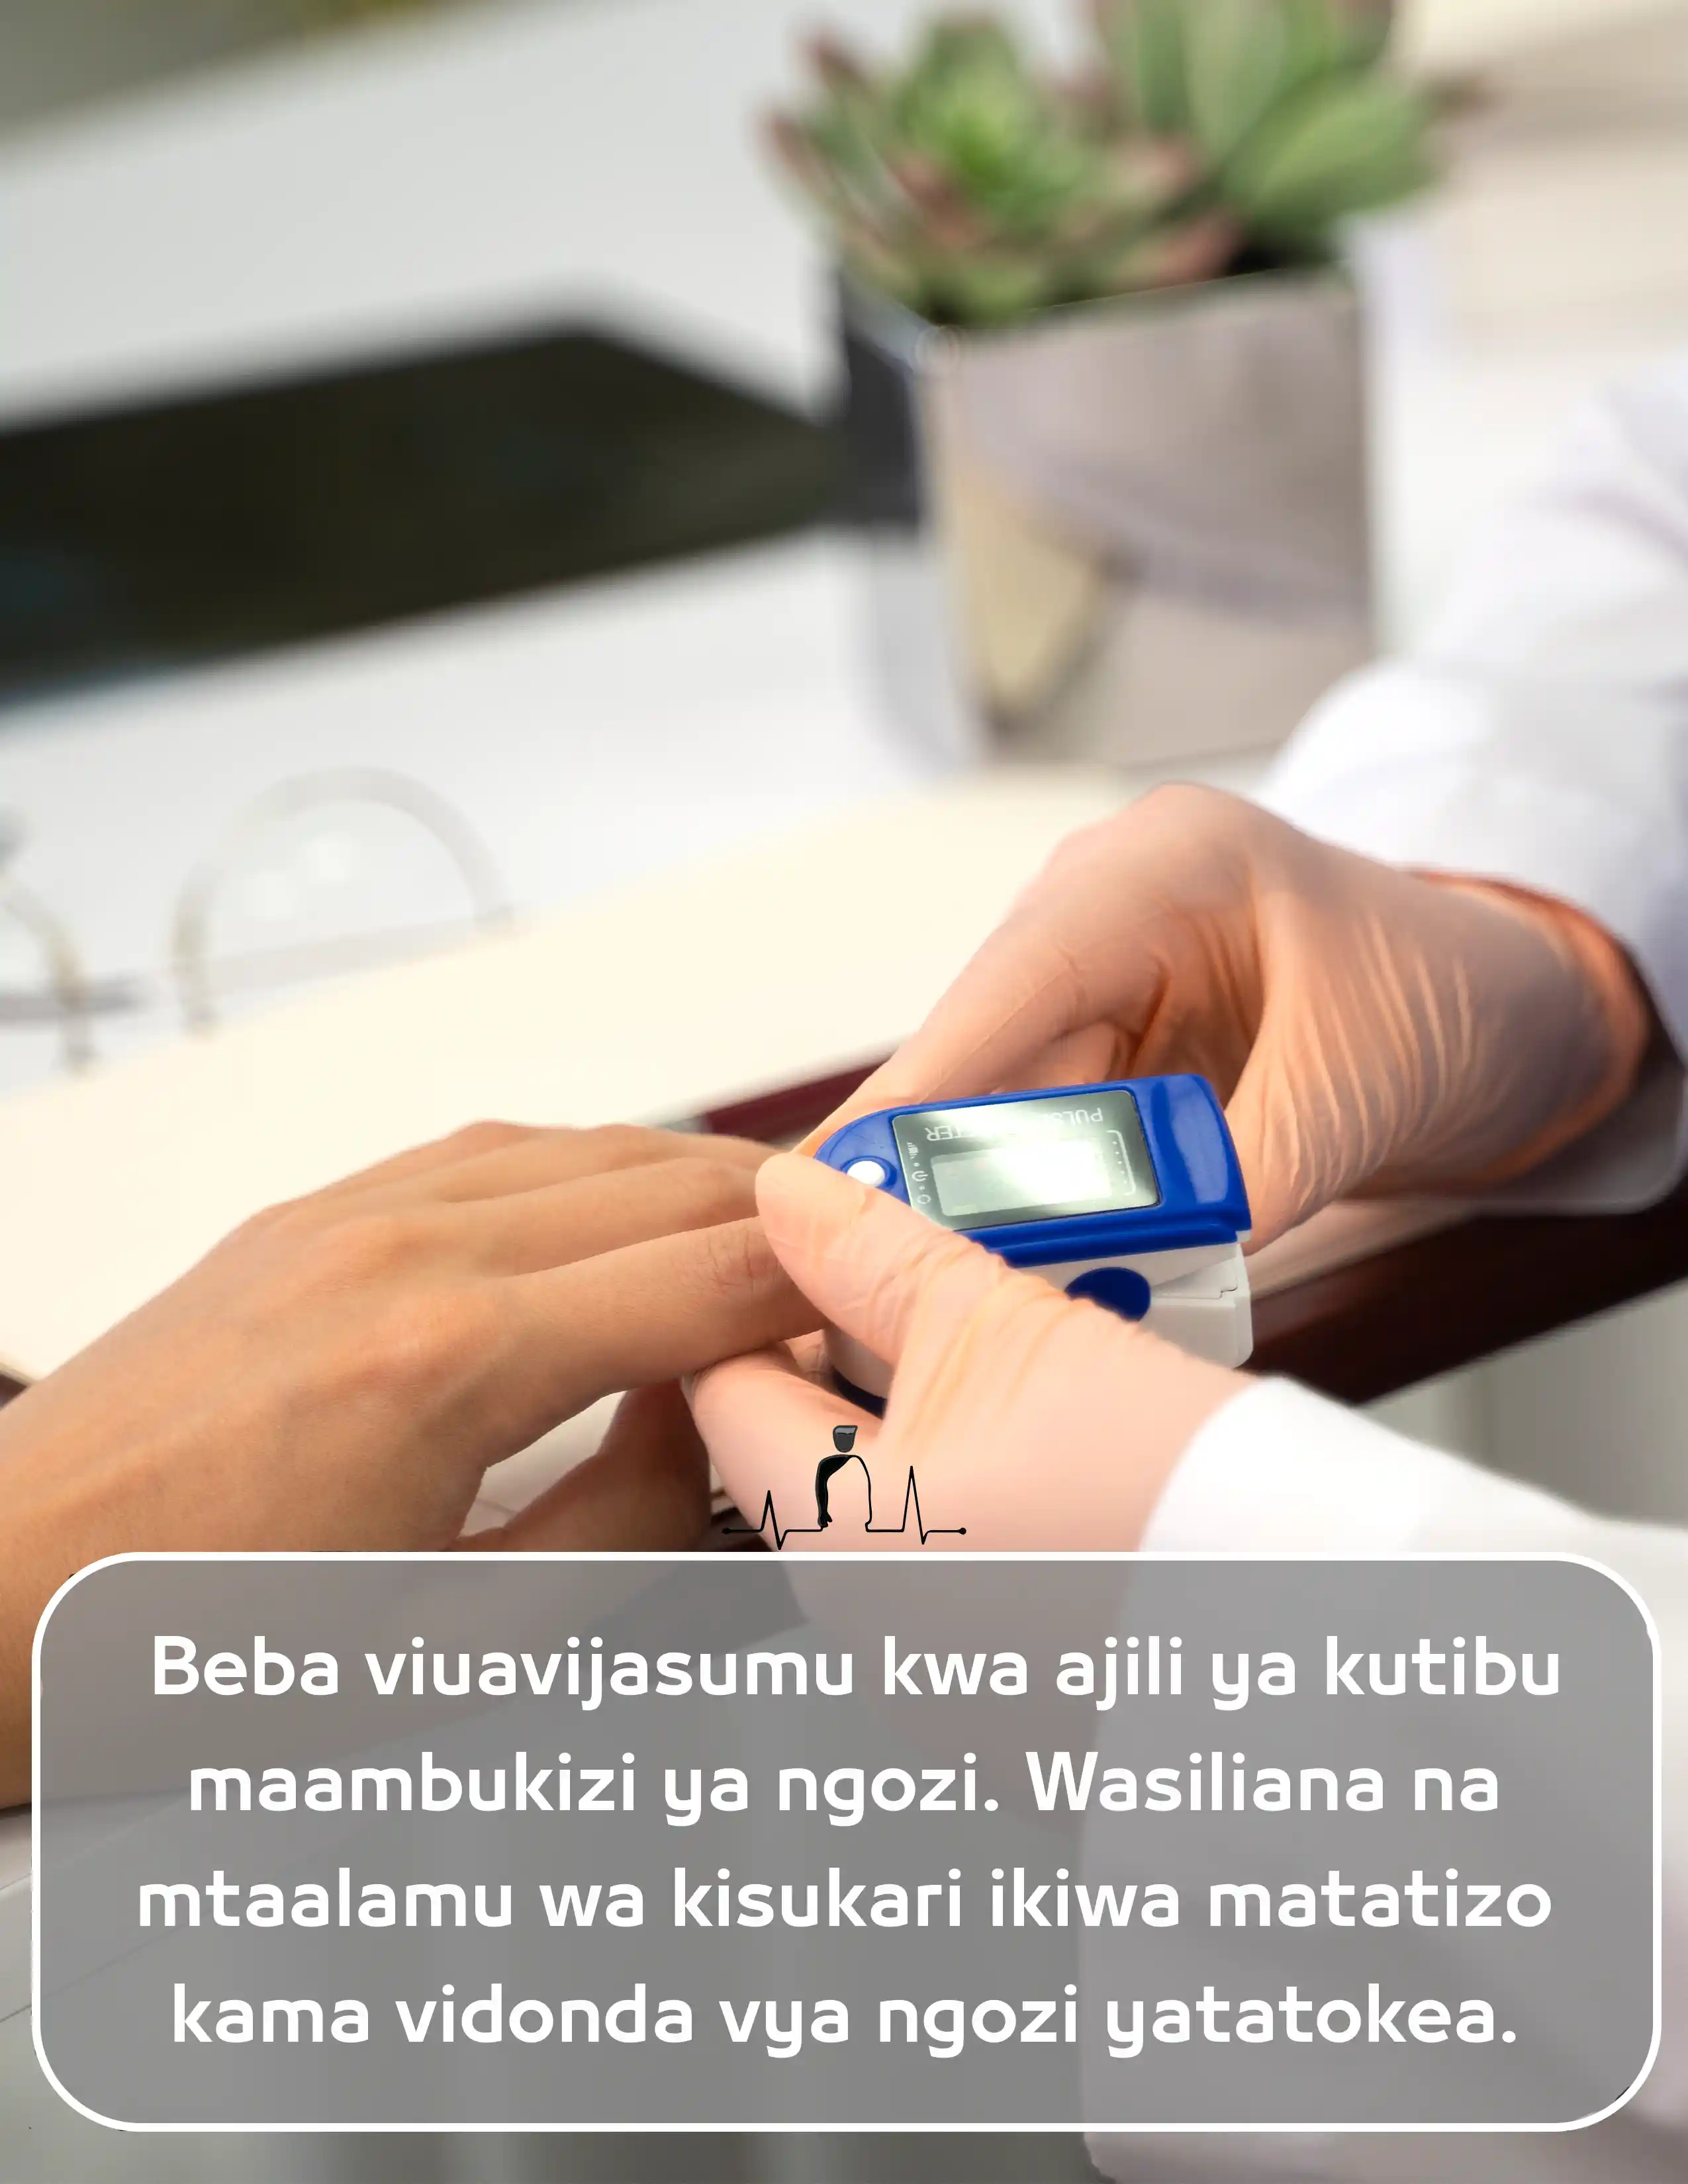 Beba viuavijasumu kwa ajili ya kutibu
maambukizi ya ngozi. Wasiliana na
mtaalamu wa kisukari ikiwa matatizo
kama vidonda vya ngozi yatatokea.